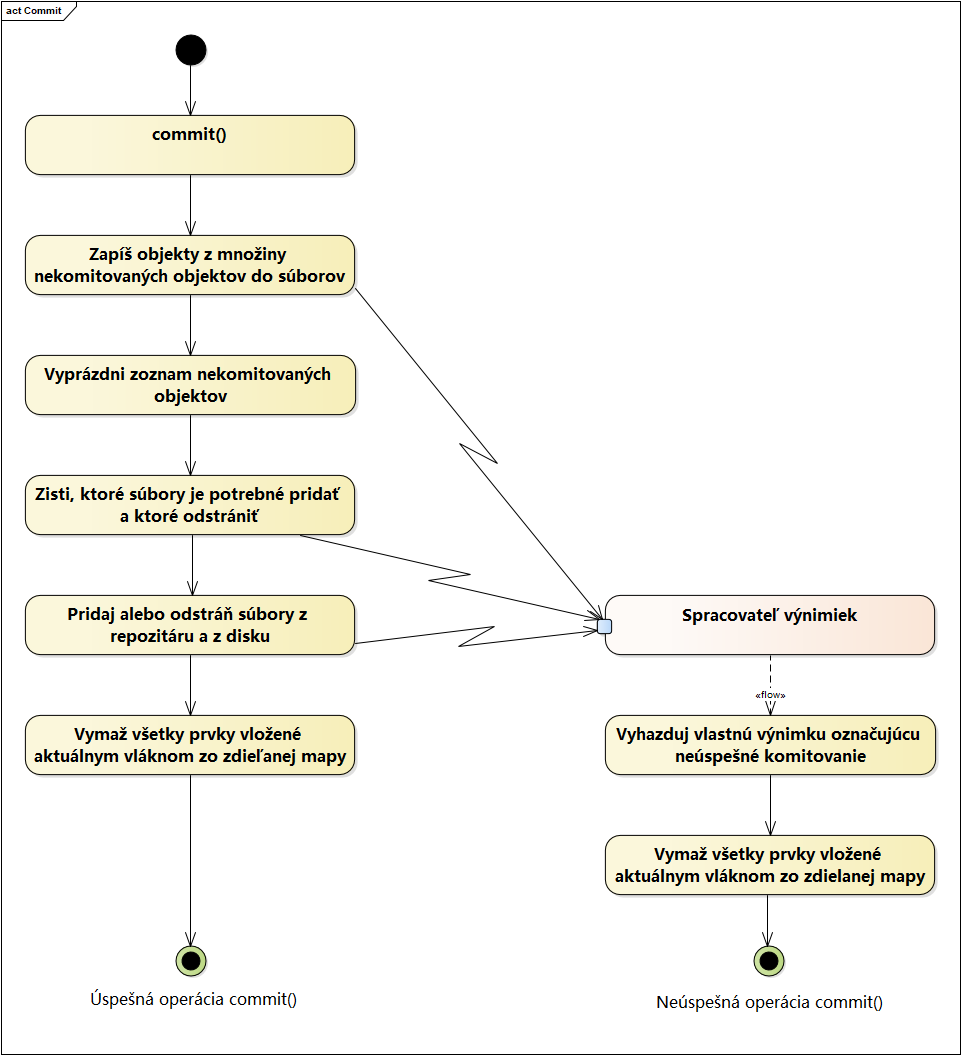 act Commit
commit()
Zapíš objekty z množiny
nekomitovaných objektov do súborov
Vyprázdni zoznam nekomitovaných
objektov
Zisti, ktoré súbory je potrebné pridať
a ktoré odstrániť
Pridaj alebo odstráň súbory z
repozitáru a z disku
Vymaž všetky prvky vložené
aktuálnym vláknom zo zdieľanej mapy
Úspešná operácia commit()
Spracovateľ výnimiek
«flow»
Vyhazduj vlastnú výnimku označujúcu
neúspešné komitovanie
Vymaž všetky prvky vložené
aktuálnym vláknom zo zdielanej mapy
Neúspešná operácia commit()